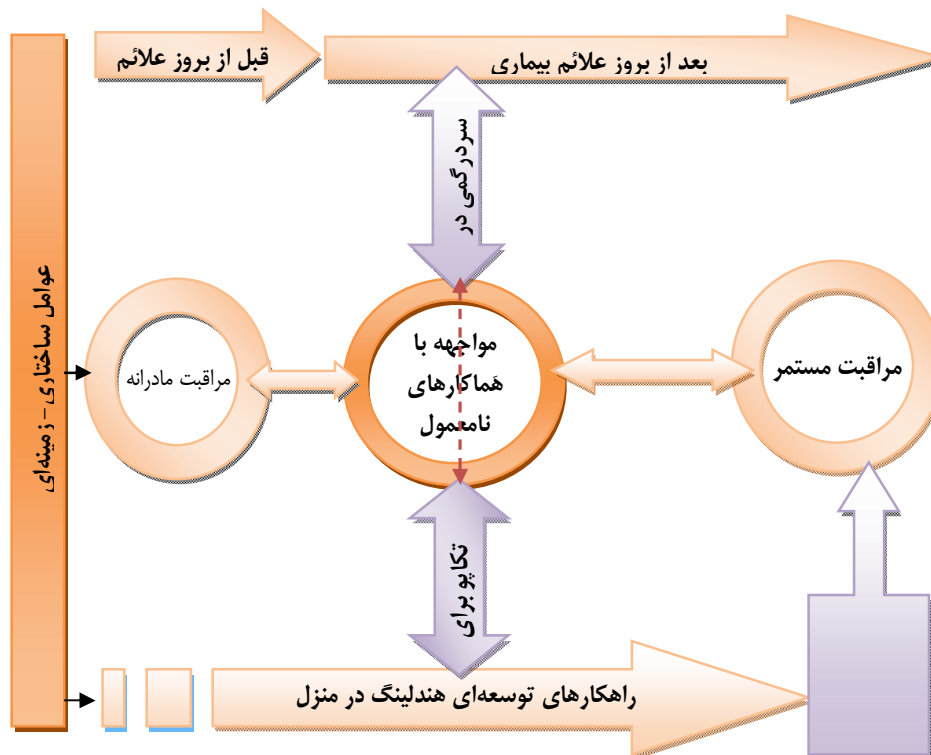 قبل از بروز علائم
بعد از بروز علائم بیماری
سردرگمی در
عوامل ساختاری - زمینه‌ای
مراقبت مادرانه
مواجهه با
هَماکارهای
نامعمول
مراقبت مستمر
تکاپو برای
راهکارهای توسعه‌ای هندلینگ در منزل